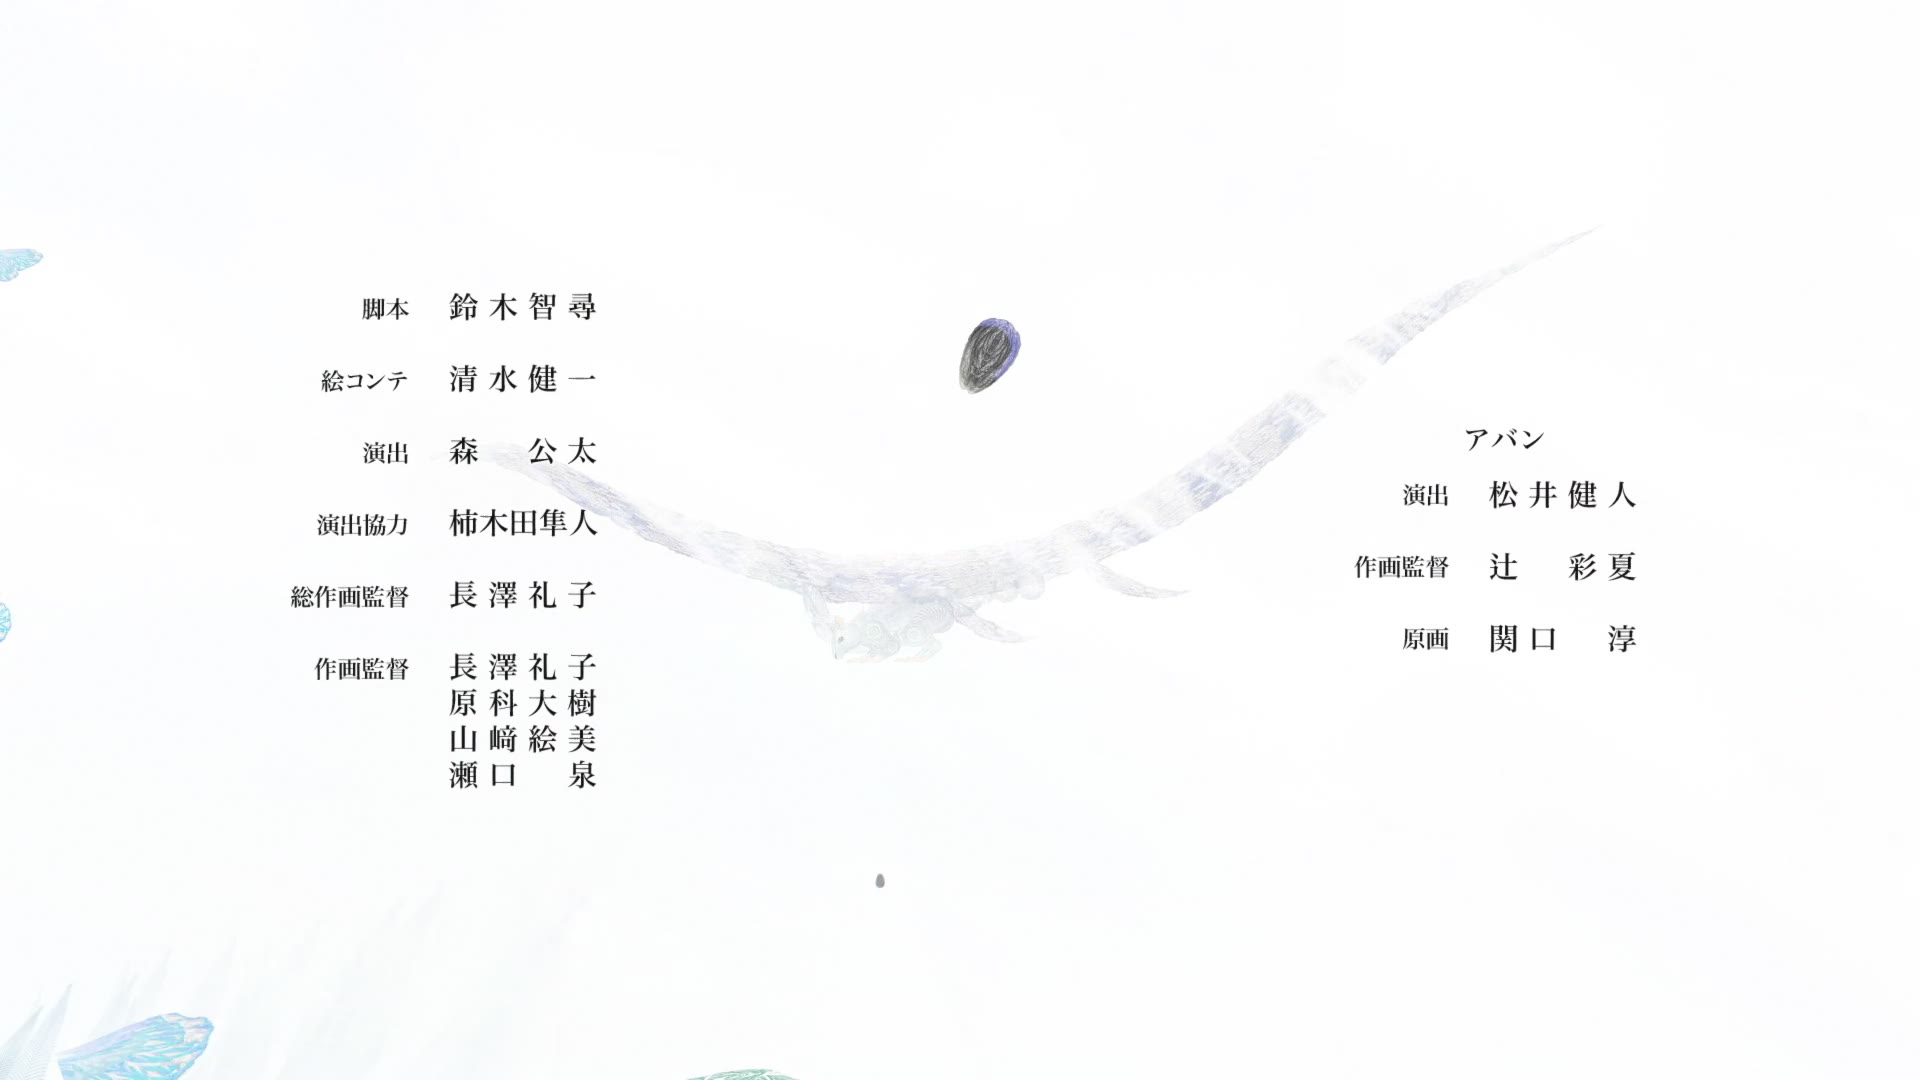 脚本 鈴木智尋
絵コンテ 清水健一
演出 森 公太
演出協力 柿木田隼人
総作画監督 長澤礼子
作画監督 長澤礼子
原科大樹
山﨑絵美
瀬口 泉
アバン
演出 松井健人
作画監督 辻 彩夏
原画 関口 淳